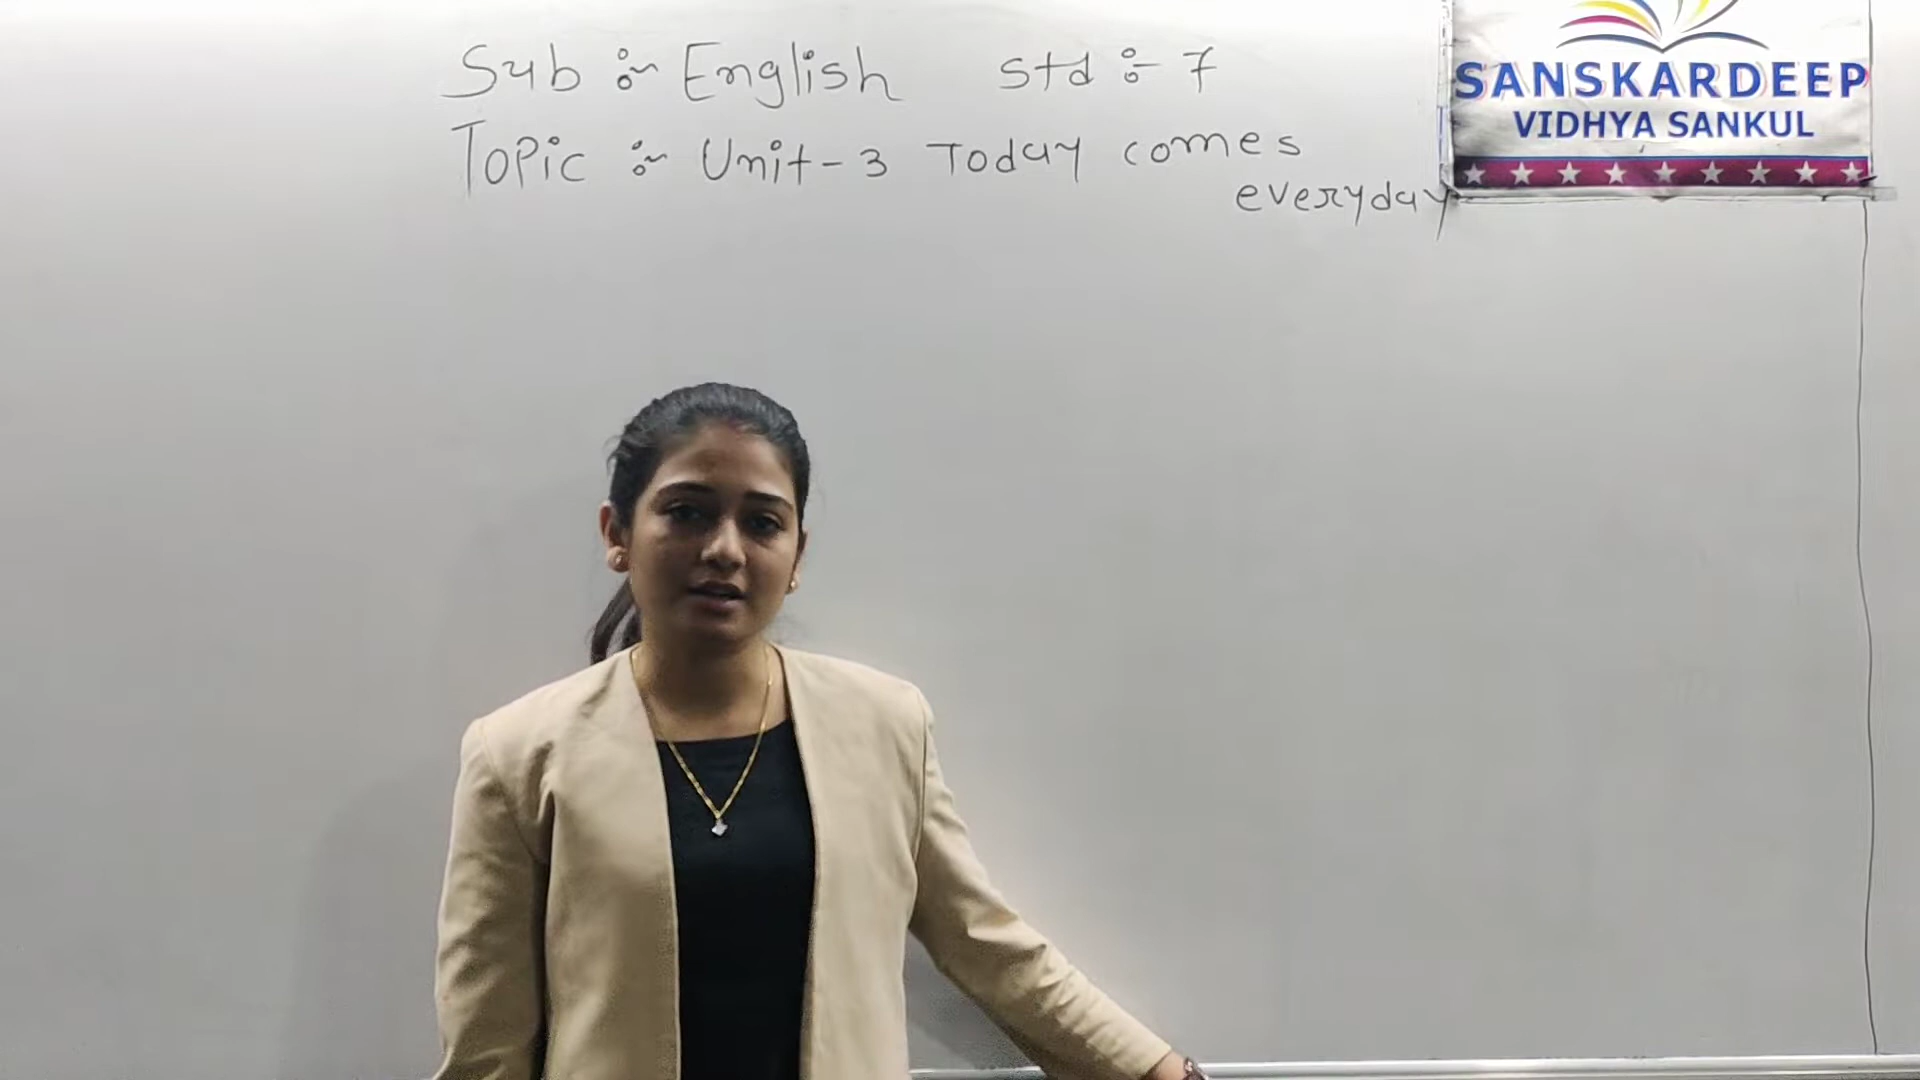 Sub :- English Std :- 7
Topic :- Unit-3 Today comes
everyday
SANSKARDEEP
VIDHYA SANKUL